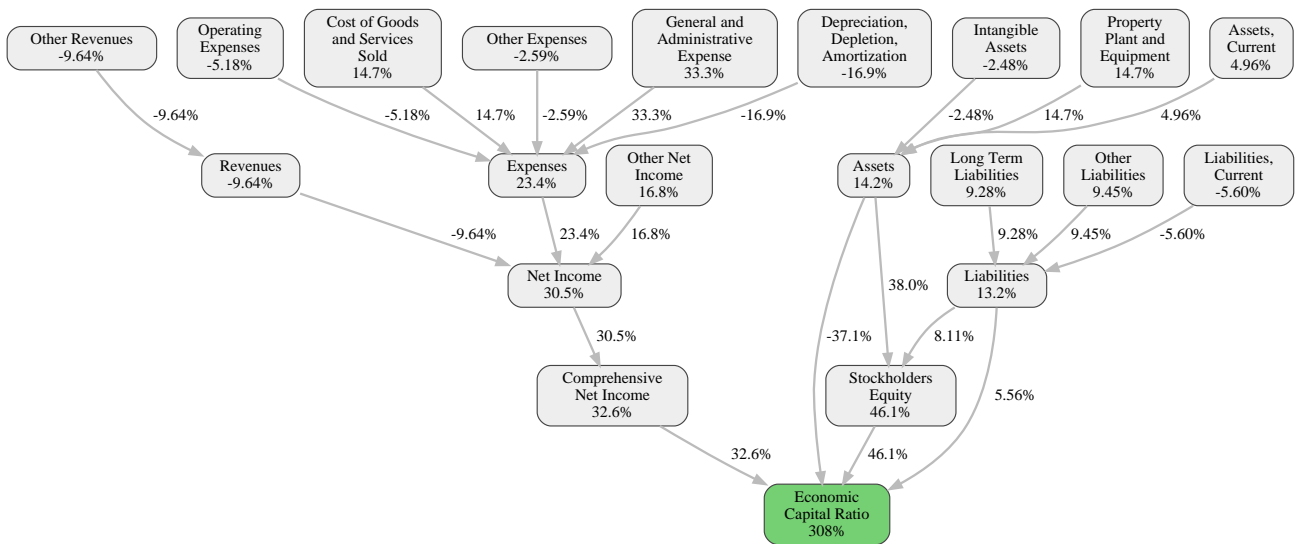 Other Revenues
-9.64%
Operating
Expenses
-5.18%
Cost of Goods
and Services
Sold
14.7%
Other Expenses
-2.59%
General and
Administrative
Expense
33.3%
Depreciation,
Depletion,
Amortization
-16.9%
Intangible
Assets
-2.48%
Property
Plant and
Equipment
14.7%
Assets,
Current
4.96%
-9.64%
-5.18%
14.7%
-2.59%
33.3%
-16.9%
-2.48%
14.7%
4.96%
Revenues
-9.64%
Expenses
23.4%
Other Net
Income
16.8%
Assets
14.2%
Long Term
Liabilities
9.28%
Other
Liabilities
9.45%
Liabilities,
Current
-5.60%
-9.64%
23.4%
16.8%
9.28%
9.45%
-5.60%
Net Income
30.5%
38.0%
Liabilities
13.2%
30.5%
-37.1%
8.11%
Comprehensive
Net Income
32.6%
Stockholders
Equity
46.1%
5.56%
32.6%
46.1%
Economic
Capital Ratio
308%